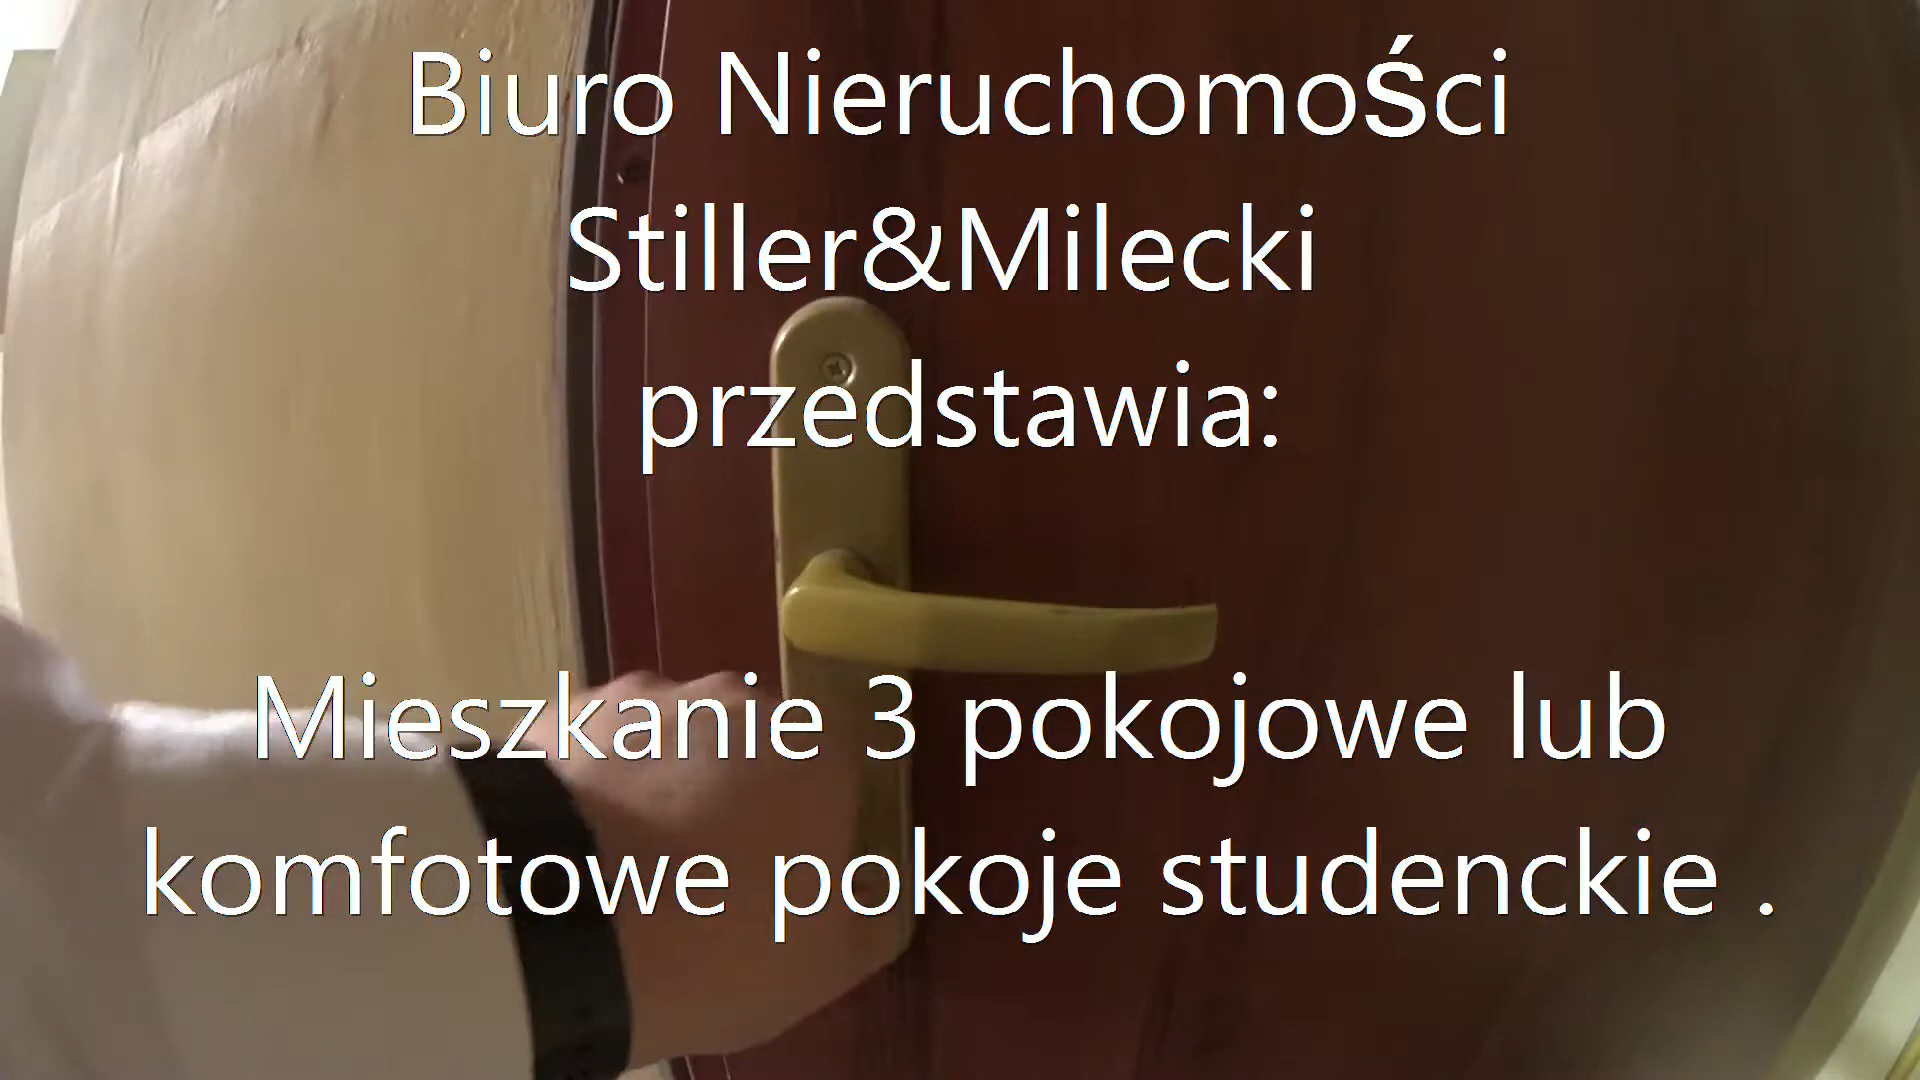 Biuro Nieruchomości
Stiller&Milecki
przedstawia:
Mieszkanie 3 pokojowe lub
komfotowe pokoje studenckie .